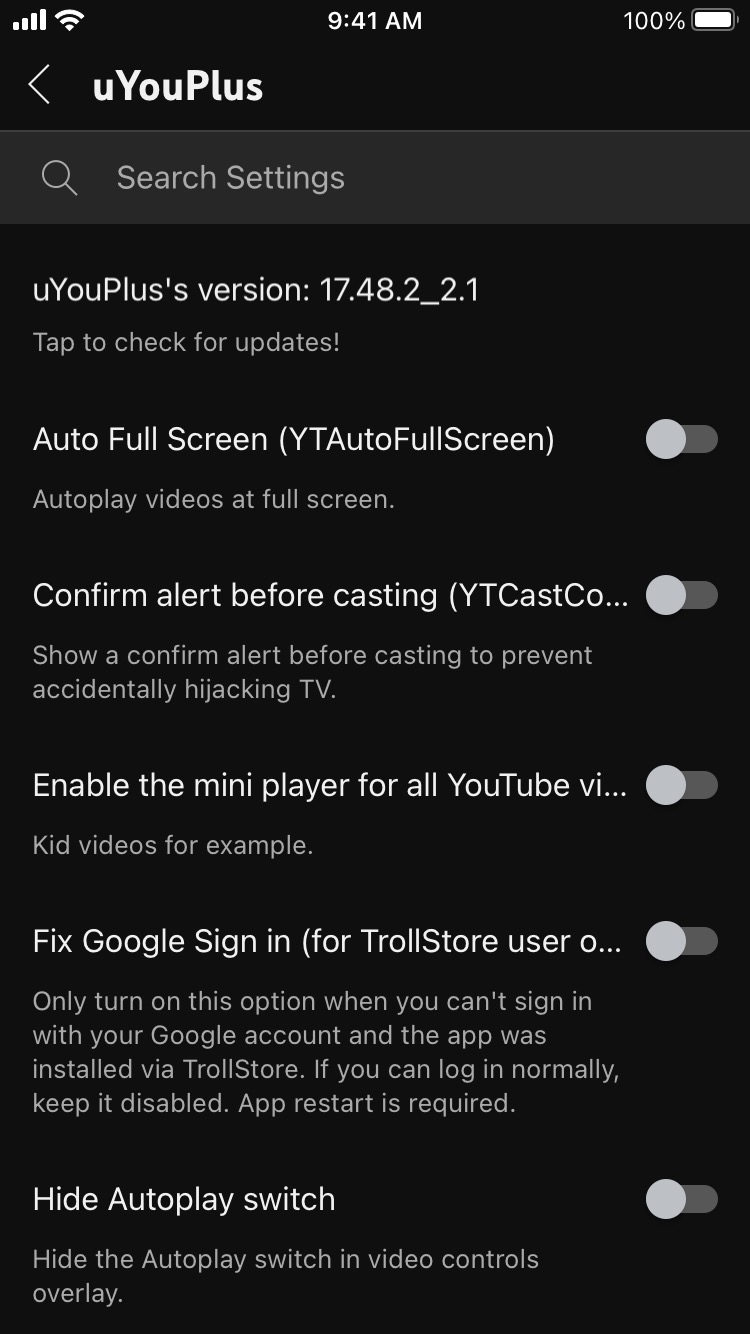 9:41 AM
100%
uYouPlus
Search Settings
uYouPlus's version: 17.48.2_2.1
Tap to check for updates!
Auto Full Screen (YTAutoFullScreen)
Autoplay videos at full screen.
Confirm alert before casting (YTCastCo...
Show a confirm alert before casting to prevent
accidentally hijacking TV.
Enable the mini player for all YouTube vi...
Kid videos for example.
Fix Google Sign in (for TrollStore user o...
Only turn on this option when you can't sign in
with your Google account and the app was
installed via TrollStore. If you can log in normally,
keep it disabled. App restart is required.
Hide Autoplay switch
Hide the Autoplay switch in video controls
overlay.